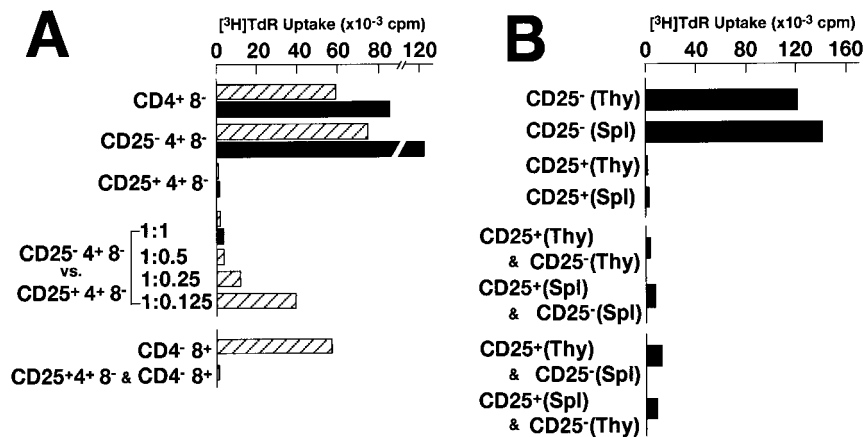 A
[³H]TdR Uptake (x10⁻³ cpm)
0 20 40 60 80 120
CD4⁺ 8⁻
CD25⁻ 4⁺ 8⁻
CD25⁺ 4⁺ 8⁻
CD25⁻ 4⁺ 8⁻
vs.
CD25⁺ 4⁺ 8⁻
1:1
1:0.5
1:0.25
1:0.125
CD4⁻ 8⁺
CD25⁺4⁺ 8⁻ & CD4⁻ 8⁺
B
[³H]TdR Uptake (x10⁻³ cpm)
0 40 80 120 160
CD25⁻ (Thy)
CD25⁻ (Spl)
CD25⁺(Thy)
CD25⁺(Spl)
CD25⁺(Thy)
& CD25⁻(Thy)
CD25⁺(Spl)
& CD25⁻(Spl)
CD25⁺(Thy)
& CD25⁻(Spl)
CD25⁺(Spl)
& CD25⁻(Thy)